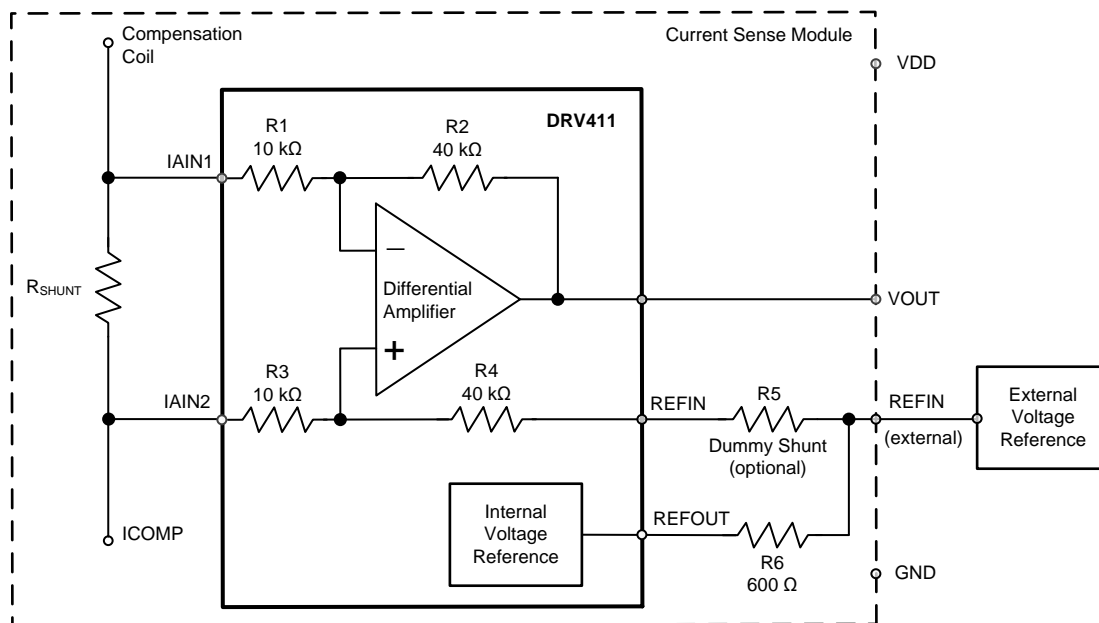 Compensation
Coil
Current Sense Module
VDD
DRV411
R1
10 kΩ
R2
40 kΩ
IAIN1
–
RSHUNT
Differential
Amplifier
VOUT
+
R3
10 kΩ
R4
40 kΩ
IAIN2
REFIN
R5
Dummy Shunt
(optional)
REFIN
(external)
External
Voltage
Reference
Internal
Voltage
Reference
REFOUT
R6
600 Ω
ICOMP
GND